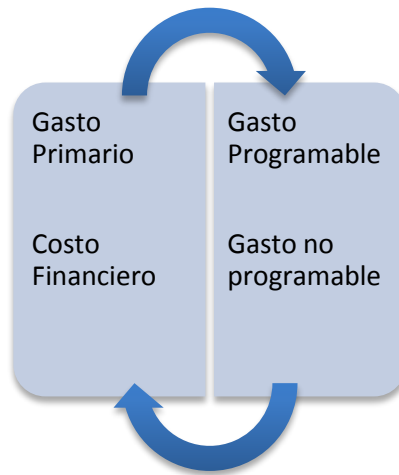 Gasto
Primario
Costo
Financiero
Gasto
Programable
Gasto no
programable